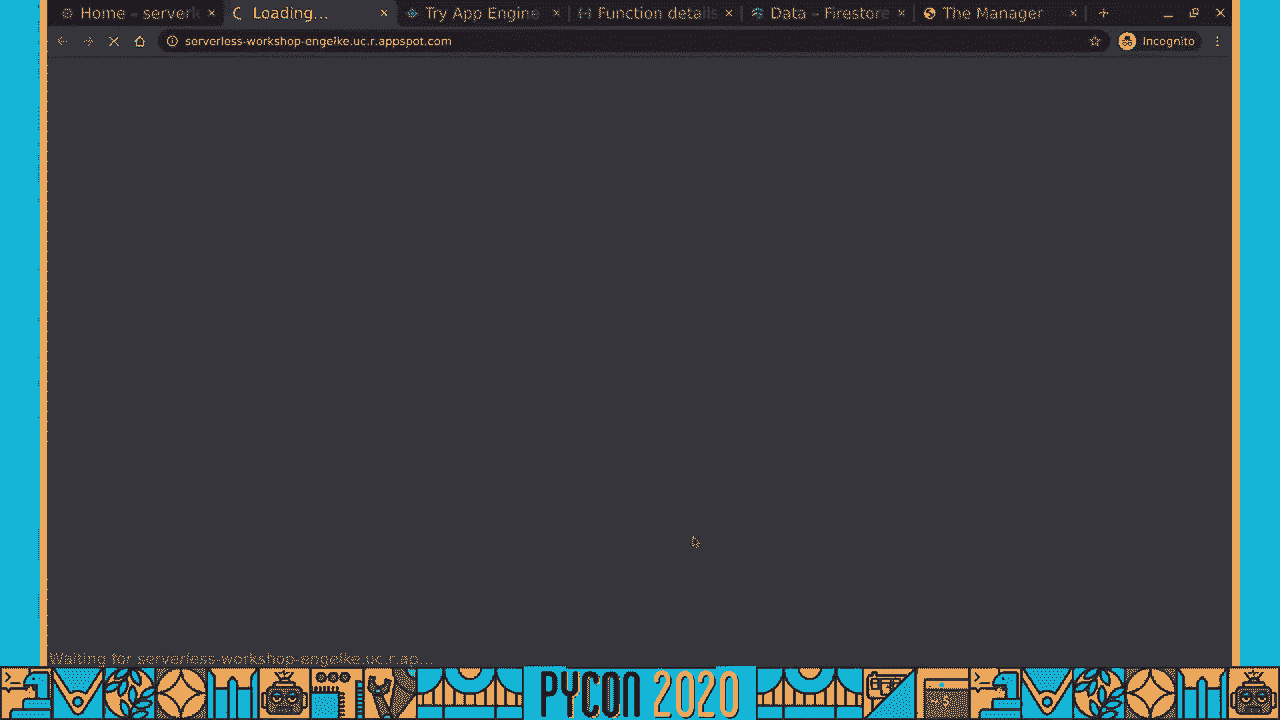 Home – serverl
Loading...
Try App Engine
Function details
Data – Firestore
The Manager
serverless-workshop-engelke.uc.r.appspot.com
Incognito
Waiting for serverless-workshop-engelke.uc.r.ap...
PYCON 2020